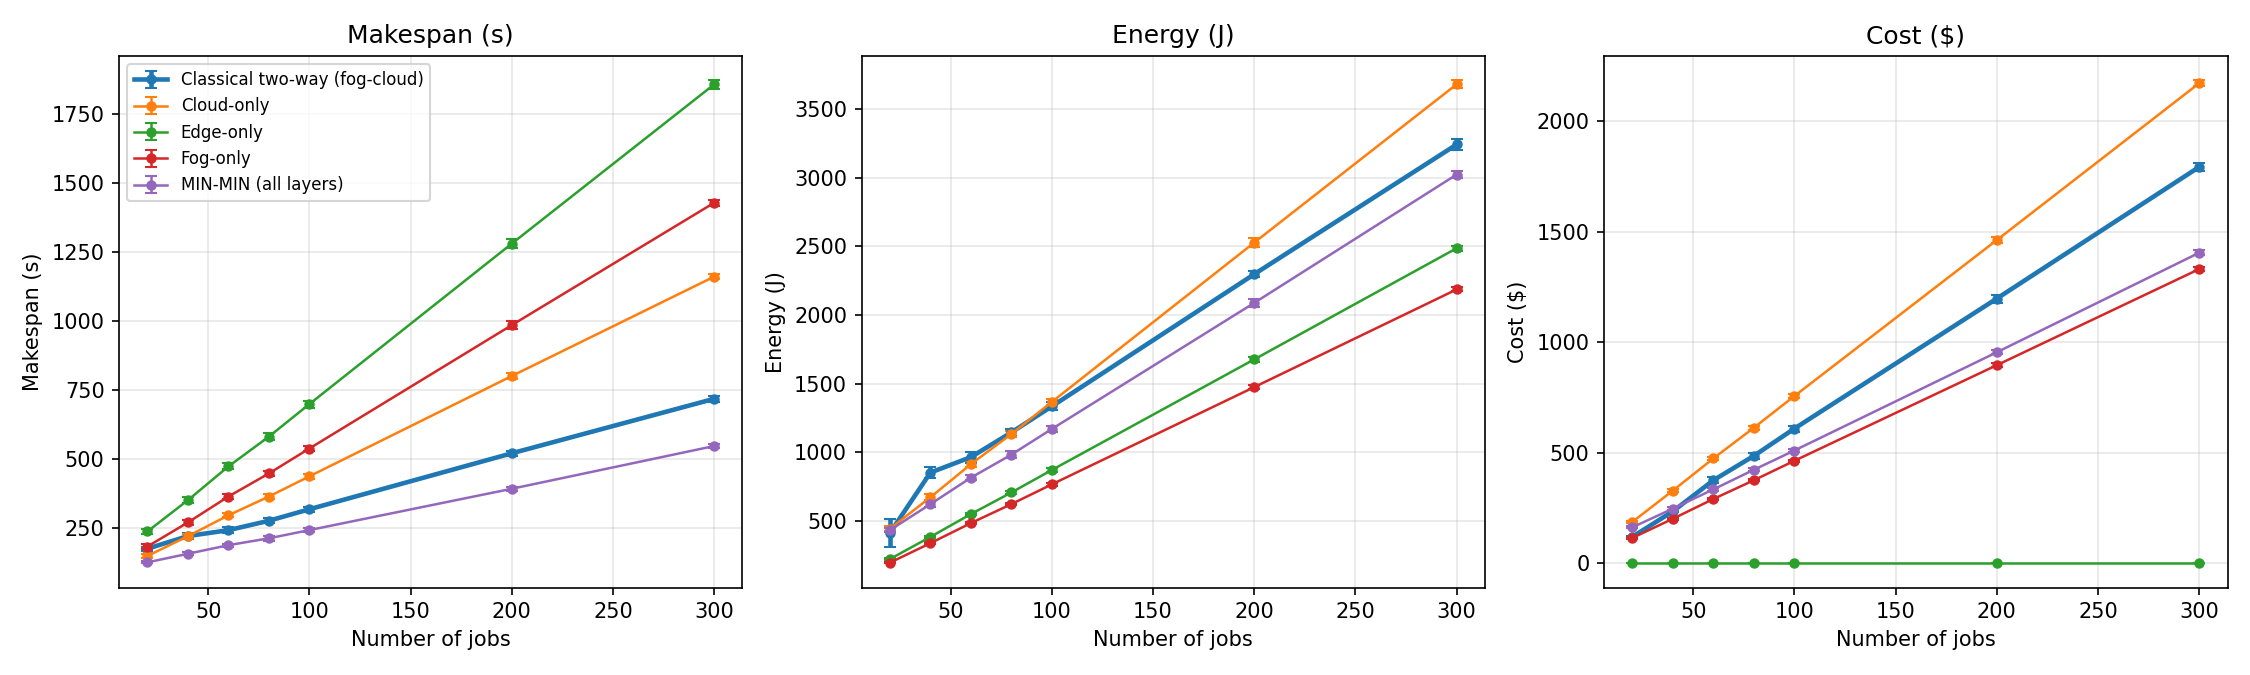 Makespan (s)
Makespan (s)
1750
1500
1250
1000
750
500
250
Classical two-way (fog-cloud)
Cloud-only
Edge-only
Fog-only
MIN-MIN (all layers)
50 100 150 200 250 300
Number of jobs
Energy (J)
Energy (J)
3500
3000
2500
2000
1500
1000
500
50 100 150 200 250 300
Number of jobs
Cost ($)
Cost ($)
2000
1500
1000
500
0
50 100 150 200 250 300
Number of jobs